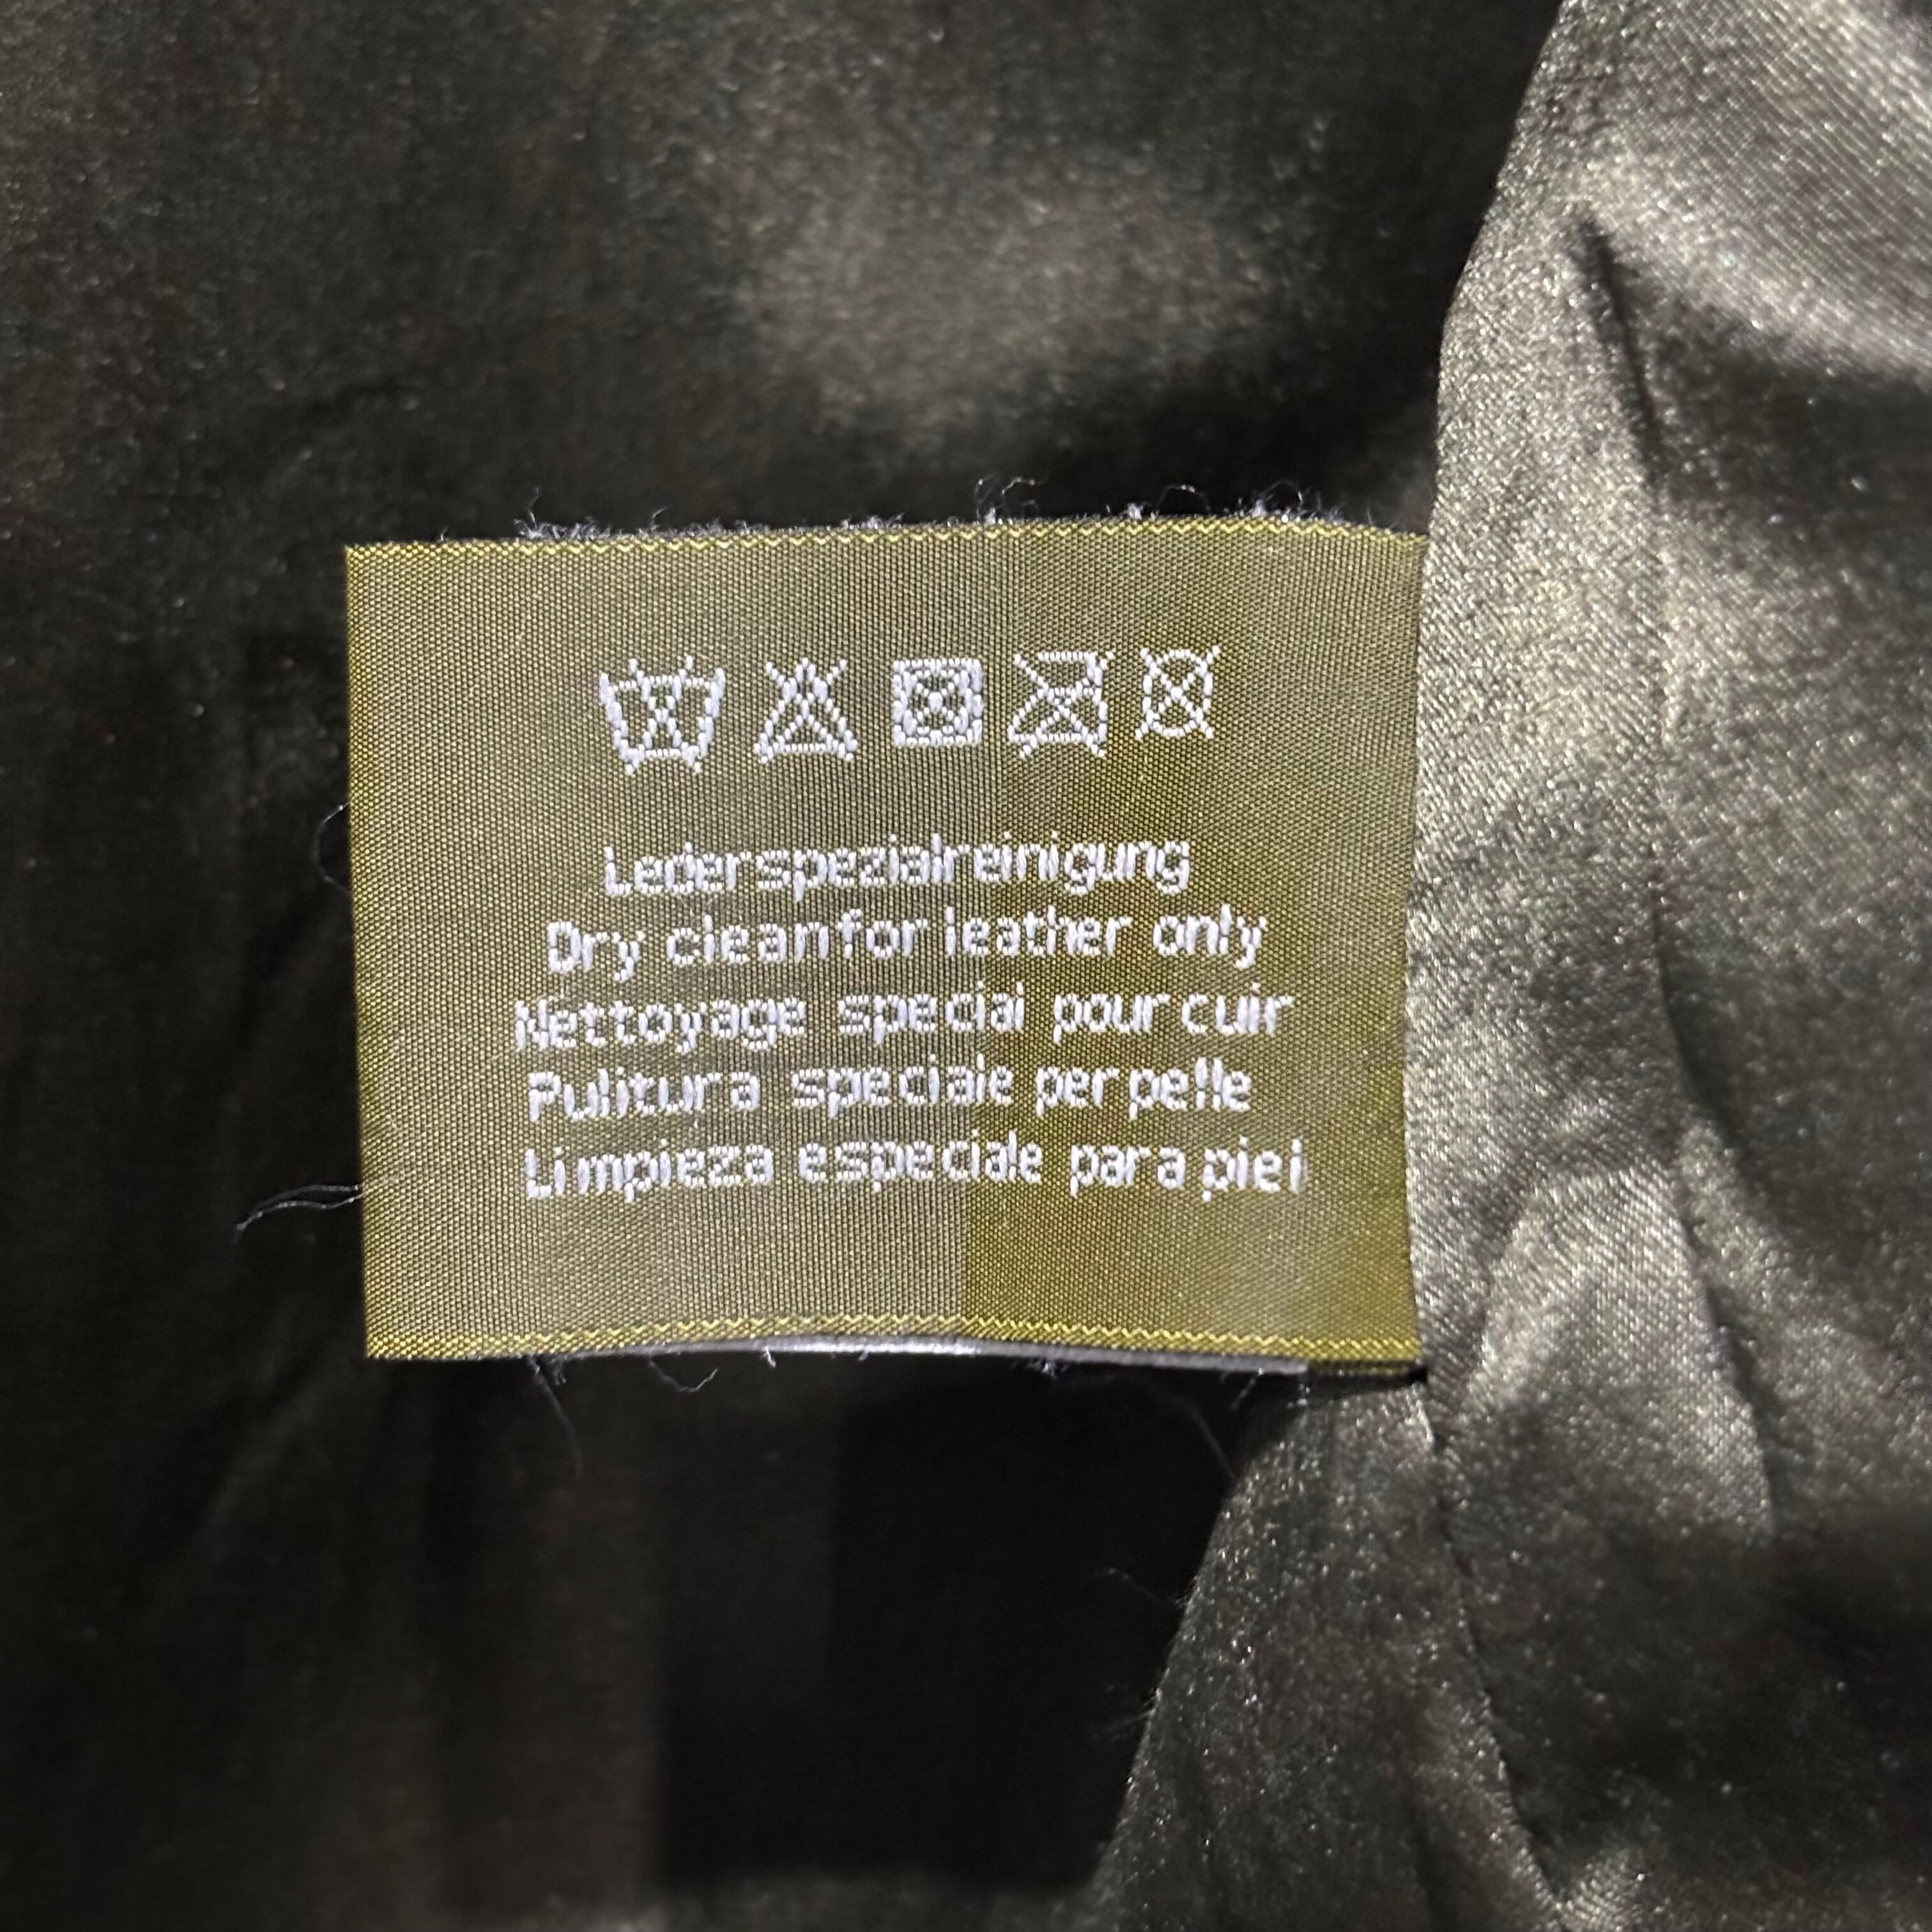 Lederspezialreinigung
Dry clean for leather only
Nettoyage special pour cuir
Pulitura speciale per pelle
Limpieza especiale para piel